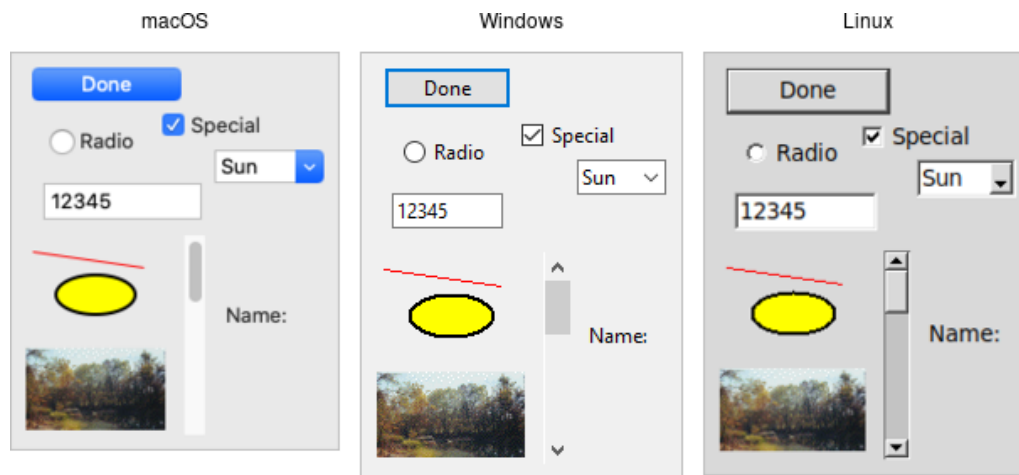 macOS
Windows
Linux
Done
Radio
Special
Sun
12345
Name:
Done
Radio
Special
Sun
12345
Name:
Done
Radio
Special
Sun
12345
Name: